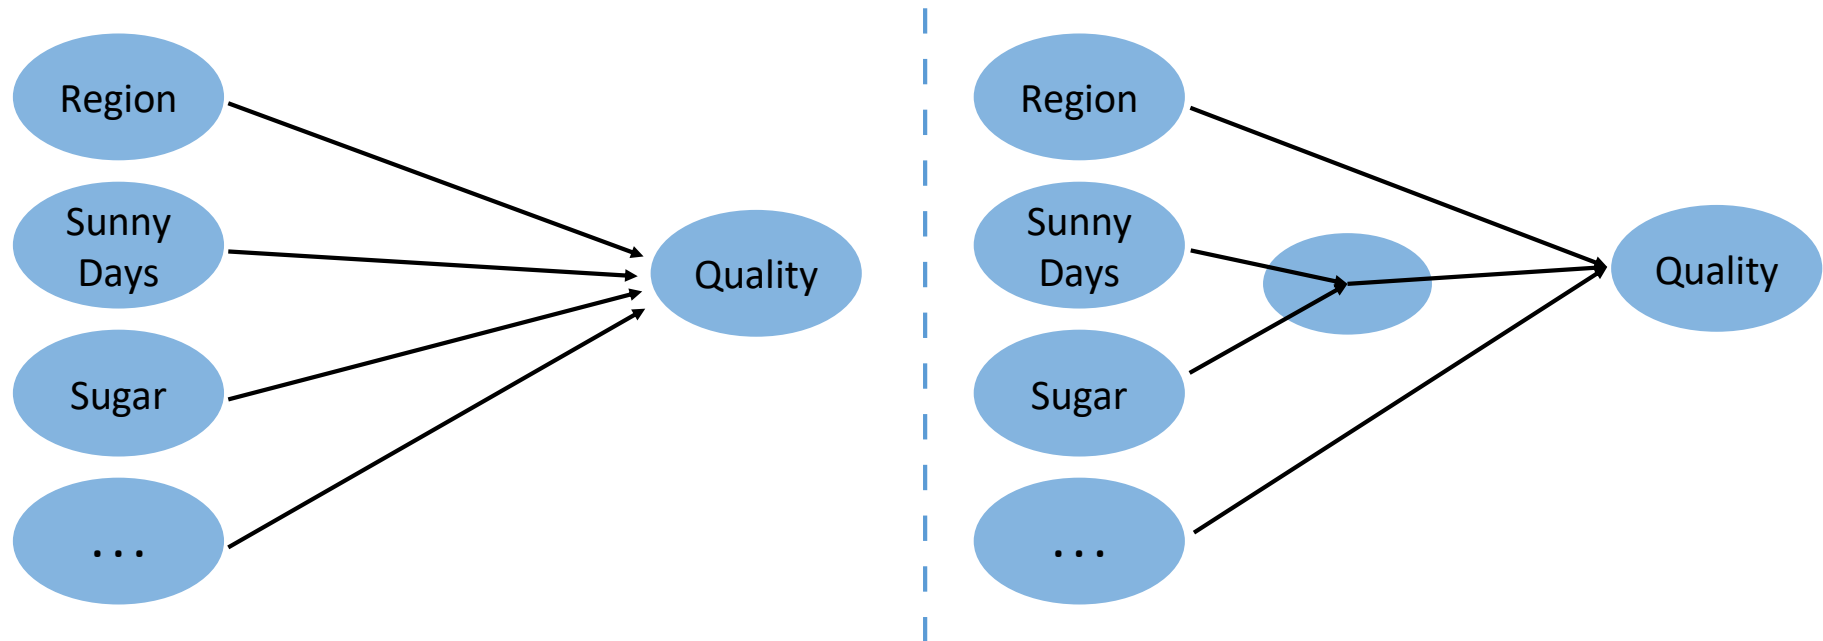 Region
Sunny
Days
Sugar
. . .
Quality
Region
Sunny
Days
Sugar
. . .
Quality